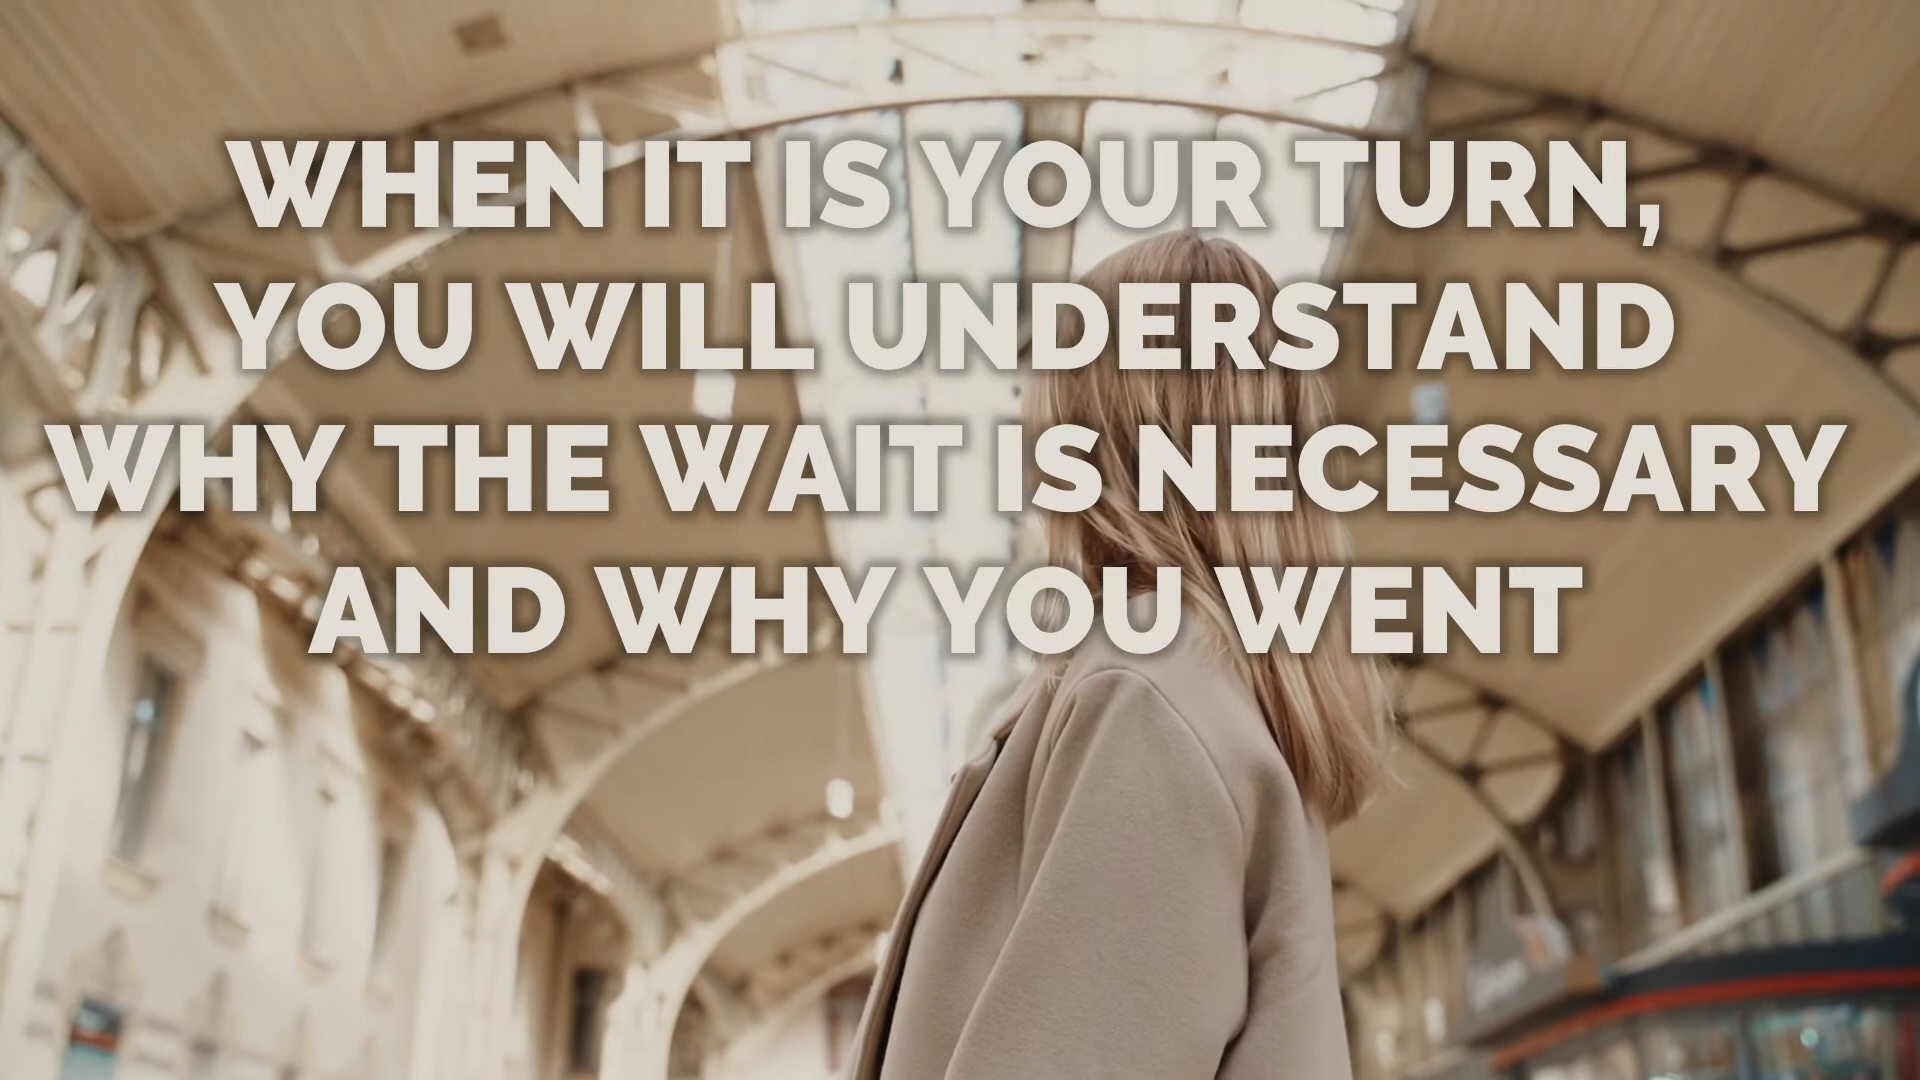 WHEN IT IS YOUR TURN,
YOU WILL UNDERSTAND
WHY THE WAIT IS NECESSARY
AND WHY YOU WENT